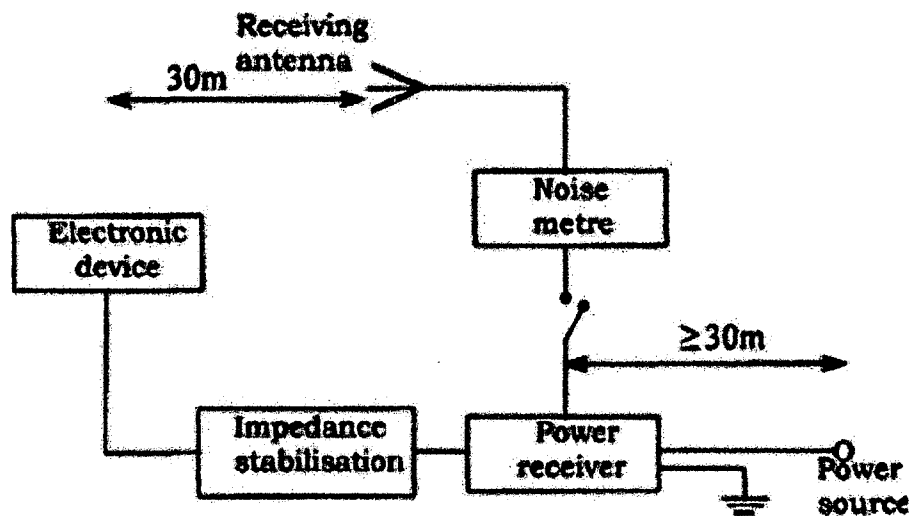 Receiving
antenna
30m
Noise
metre
Electronic
device
≥30m
Impedance
stabilisation
Power
receiver
Power
source